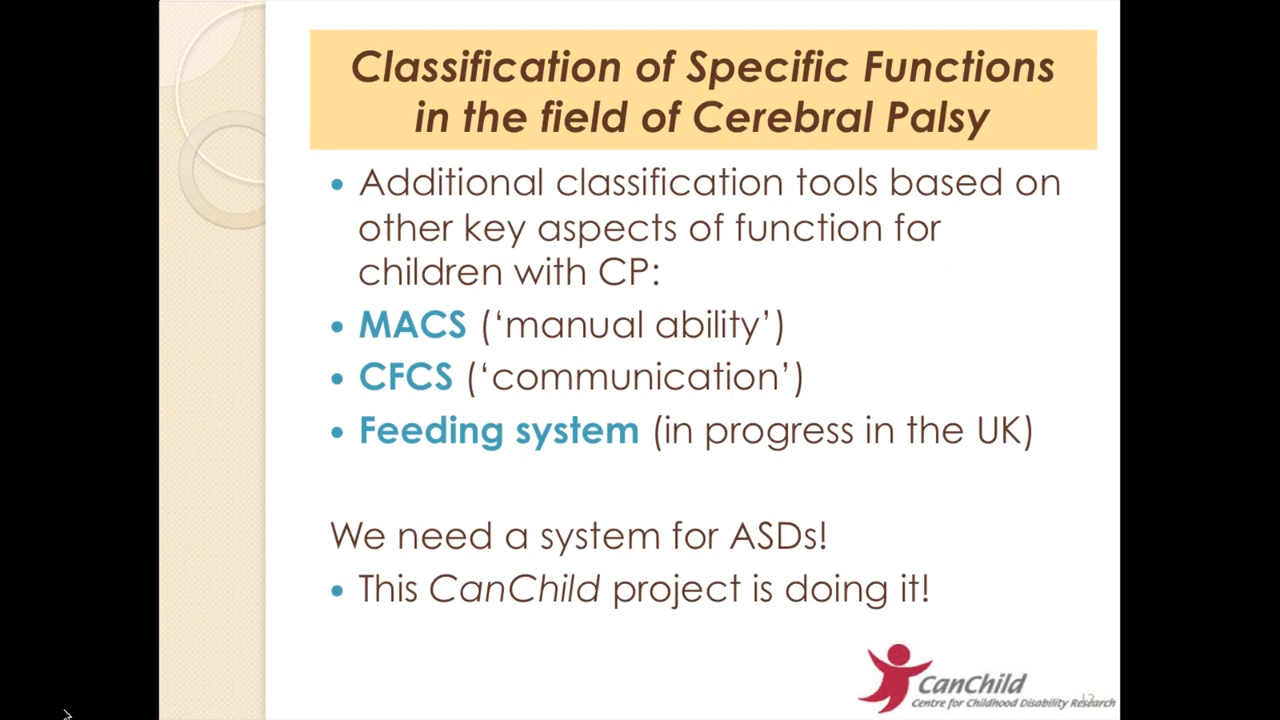 Classification of Specific Functions
in the field of Cerebral Palsy
• Additional classification tools based on
other key aspects of function for
children with CP:
• MACS (‘manual ability’)
• CFCS (‘communication’)
• Feeding system (in progress in the UK)
We need a system for ASDs!
• This CanChild project is doing it!
CanChild
Centre for Childhood Disability Research
12